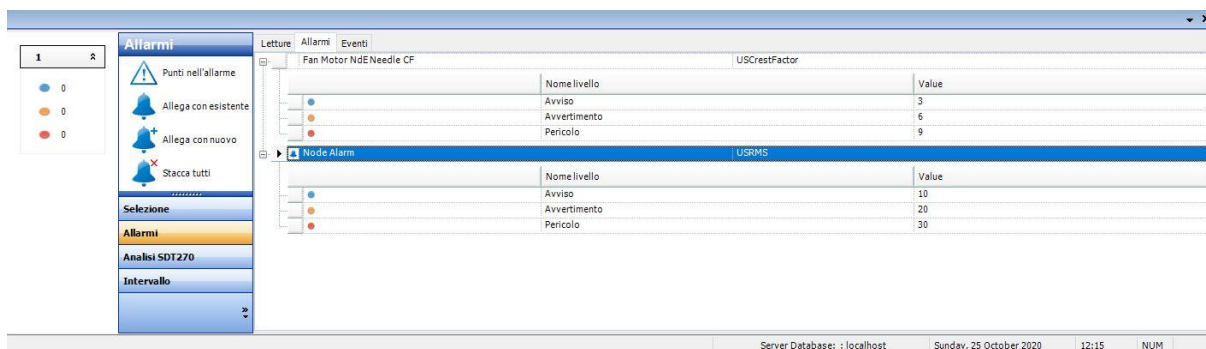 1
0
0
0
Allarmi
Punti nell'allarme
Allega con esistente
Allega con nuovo
Stacca tutti
Selezione
Allarmi
Analisi SDT270
Intervallo
Letture Allarmi Eventi
Fan Motor NdE Needle CF USCrestFactor
Nome livello Value
Avviso 3
Avvertimento 6
Pericolo 9
Node Alarm USRMS
Nome livello Value
Avviso 10
Avvertimento 20
Pericolo 30
Server Database: : localhost Sunday, 25 October 2020 12:15 NUM